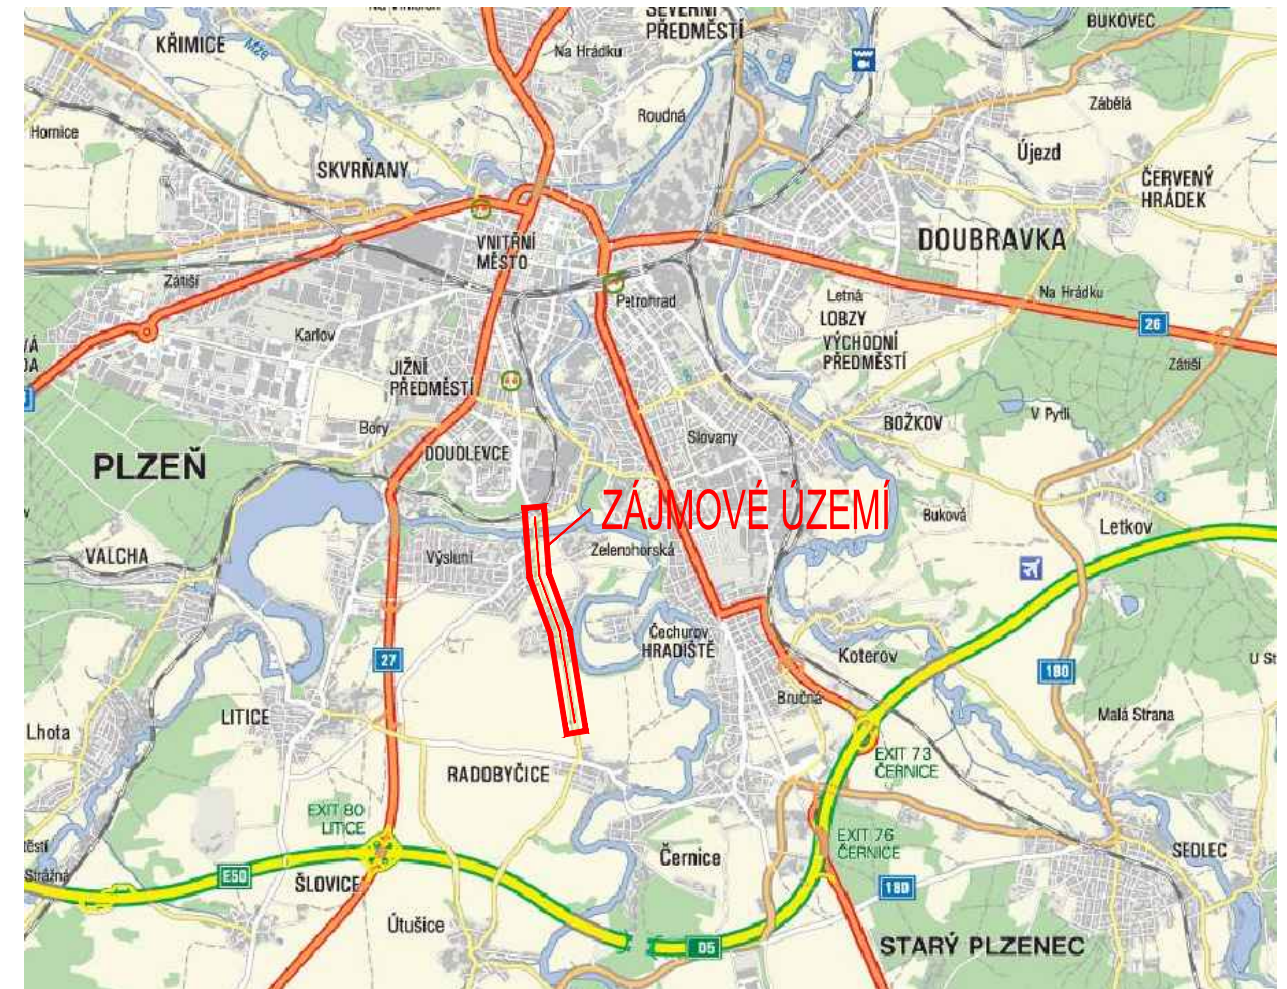 SEVERNÍ
PŘEDMĚSTÍ
BUKOVEC
KŘIMICE
Mže
Na Hrádku
Zábělá
Roudná
Hornice
Újezd
SKVRŇANY
ČERVENÝ
HRÁDEK
VNITŘNÍ
MĚSTO
DOUBRAVKA
Zátiší
Petrohrad
Letná
Na Hrádku
LOBZY
26
Karlov
VÝCHODNÍ
PŘEDMĚSTÍ
Zátiší
JIŽNÍ
PŘEDMĚSTÍ
V Pytli
BOŽKOV
Bory
Slovany
DOUDLEVCE
PLZEŇ
ZÁJMOVÉ ÚZEMÍ
Buková
Letkov
VALCHA
Výsluní
Zelenohorská
Čechurov
HRADIŠTĚ
Koterov
27
180
U St
Bručná
LITICE
Malá Strana
Lhota
EXIT 73
ČERNICE
RADOBYČICE
EXIT 80
LITICE
EXIT 76
ČERNICE
Černice
SEDLEC
Strážná
E50
ŠLOVICE
180
Útušice
D5
STARÝ PLZENEC